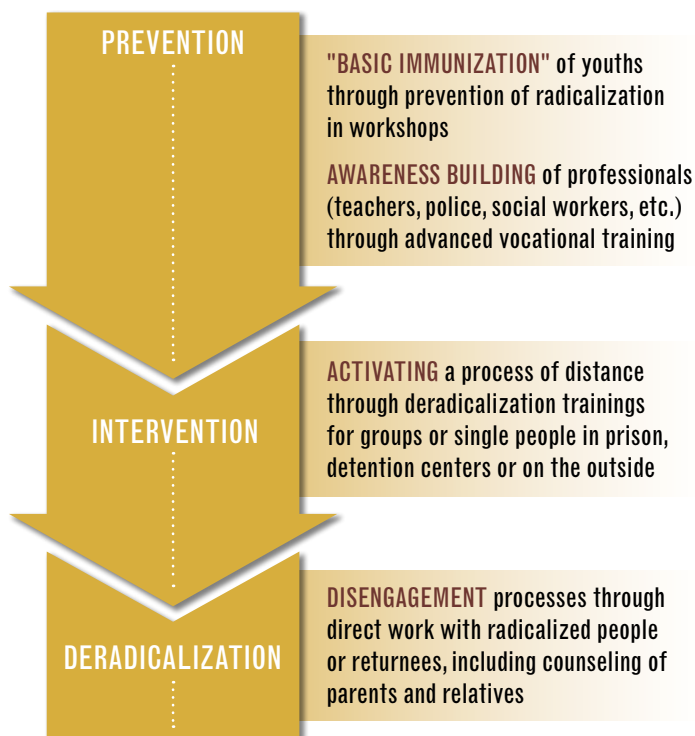 PREVENTION
"BASIC IMMUNIZATION" of youths
through prevention of radicalization
in workshops
AWARENESS BUILDING of professionals
(teachers, police, social workers, etc.)
through advanced vocational training
INTERVENTION
ACTIVATING a process of distance
through deradicalization trainings
for groups or single people in prison,
detention centers or on the outside
DERADICALIZATION
DISENGAGEMENT processes through
direct work with radicalized people
or returnees, including counseling of
parents and relatives